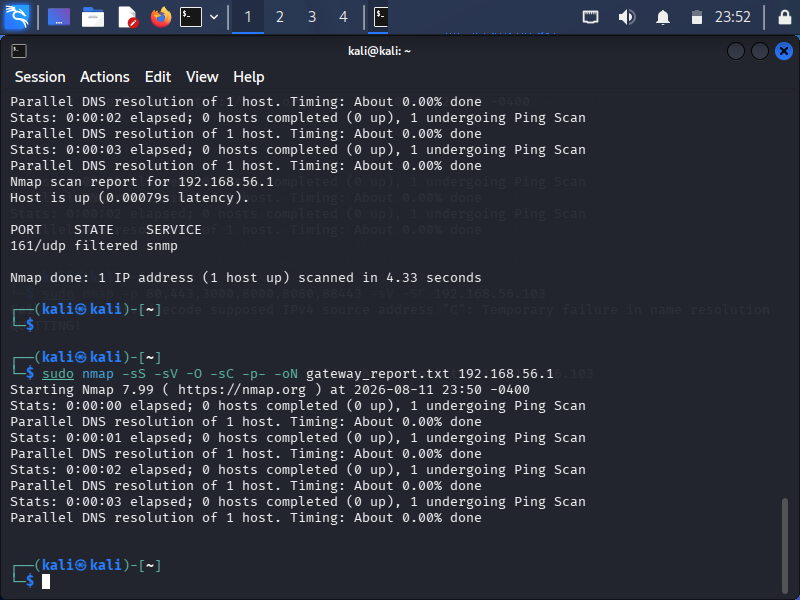 1 2 3 4 23:52
kali@kali: ~
Session Actions Edit View Help
Parallel DNS resolution of 1 host. Timing: About 0.00% done
Stats: 0:00:02 elapsed; 0 hosts completed (0 up), 1 undergoing Ping Scan
Parallel DNS resolution of 1 host. Timing: About 0.00% done
Stats: 0:00:03 elapsed; 0 hosts completed (0 up), 1 undergoing Ping Scan
Parallel DNS resolution of 1 host. Timing: About 0.00% done
Nmap scan report for 192.168.56.1
Host is up (0.00079s latency).
PORT STATE SERVICE
161/udp filtered snmp
Nmap done: 1 IP address (1 host up) scanned in 4.33 seconds
┌──(kali㉿kali)-[~]
└─$
┌──(kali㉿kali)-[~]
└─$ sudo nmap -sS -sV -O -sC -p- -oN gateway_report.txt 192.168.56.1
Starting Nmap 7.99 ( https://nmap.org ) at 2026-08-11 23:50 -0400
Stats: 0:00:00 elapsed; 0 hosts completed (0 up), 1 undergoing Ping Scan
Parallel DNS resolution of 1 host. Timing: About 0.00% done
Stats: 0:00:01 elapsed; 0 hosts completed (0 up), 1 undergoing Ping Scan
Parallel DNS resolution of 1 host. Timing: About 0.00% done
Stats: 0:00:02 elapsed; 0 hosts completed (0 up), 1 undergoing Ping Scan
Parallel DNS resolution of 1 host. Timing: About 0.00% done
Stats: 0:00:03 elapsed; 0 hosts completed (0 up), 1 undergoing Ping Scan
Parallel DNS resolution of 1 host. Timing: About 0.00% done
┌──(kali㉿kali)-[~]
└─$